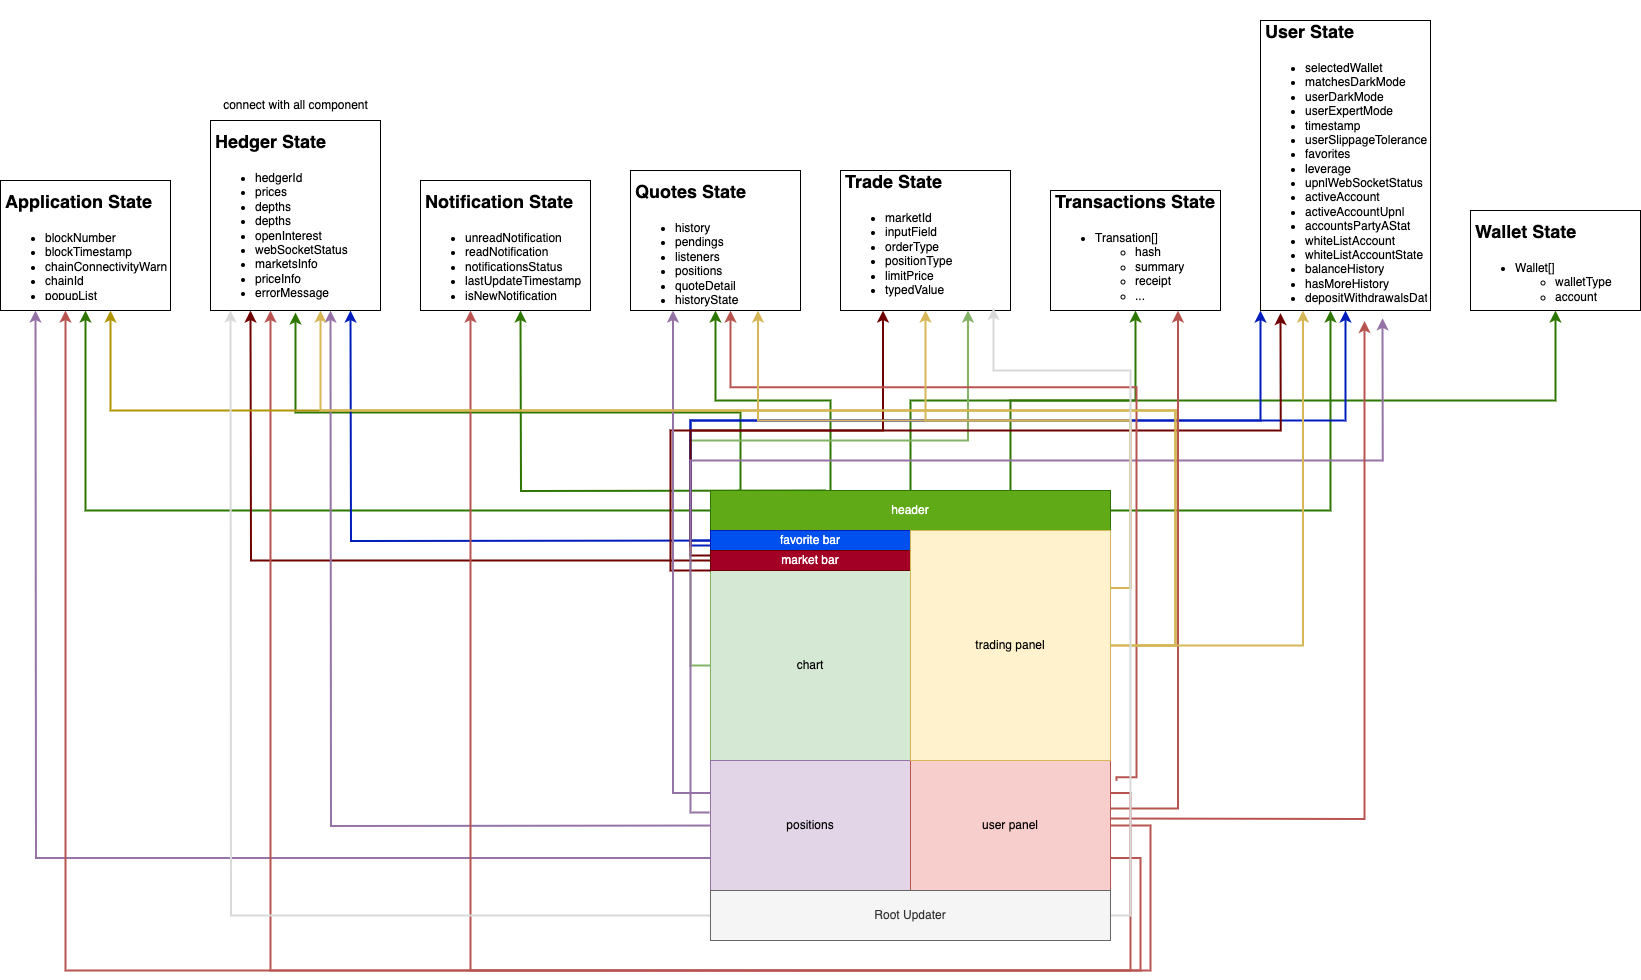 connect with all component
Application State
blockNumber
blockTimestamp
chainConnectivityWarn
chainId
popupList
Hedger State
hedgerId
prices
depths
depths
openInterest
webSocketStatus
marketsInfo
priceInfo
errorMessage
Notification State
unreadNotification
readNotification
notificationsStatus
lastUpdateTimestamp
isNewNotification
Quotes State
history
pendings
listeners
positions
quoteDetail
historyState
Trade State
marketId
inputField
orderType
positionType
limitPrice
typedValue
Transactions State
Transation[]
hash
summary
receipt
...
User State
selectedWallet
matchesDarkMode
userDarkMode
userExpertMode
timestamp
userSlippageTolerance
favorites
leverage
upnlWebSocketStatus
activeAccount
activeAccountUpnl
accountsPartyAStat
whiteListAccount
whiteListAccountState
balanceHistory
hasMoreHistory
depositWithdrawalsDat
Wallet State
Wallet[]
walletType
account
header
favorite bar
market bar
chart
trading panel
positions
user panel
Root Updater